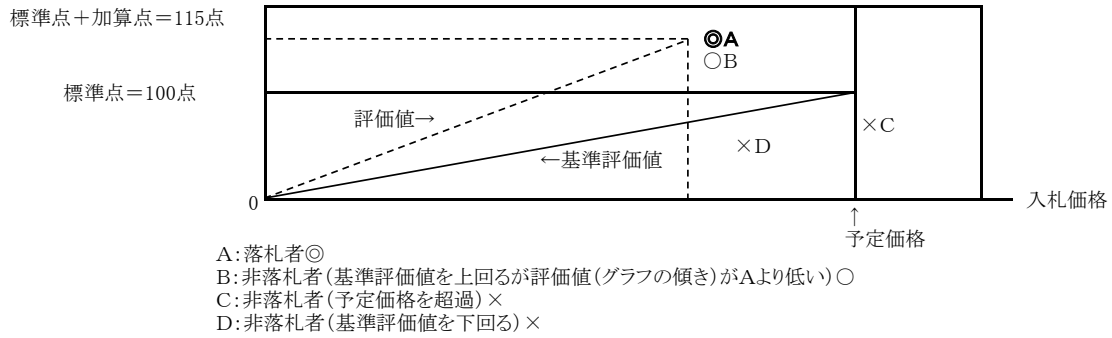 標準点＋加算点＝115点
◎A
○B
標準点＝100点
評価値→
×C
×D
←基準評価値
0
入札価格
↑
予定価格
A：落札者◎
B：非落札者（基準評価値を上回るが評価値（グラフの傾き）がAより低い）○
C：非落札者（予定価格を超過）×
D：非落札者（基準評価値を下回る）×